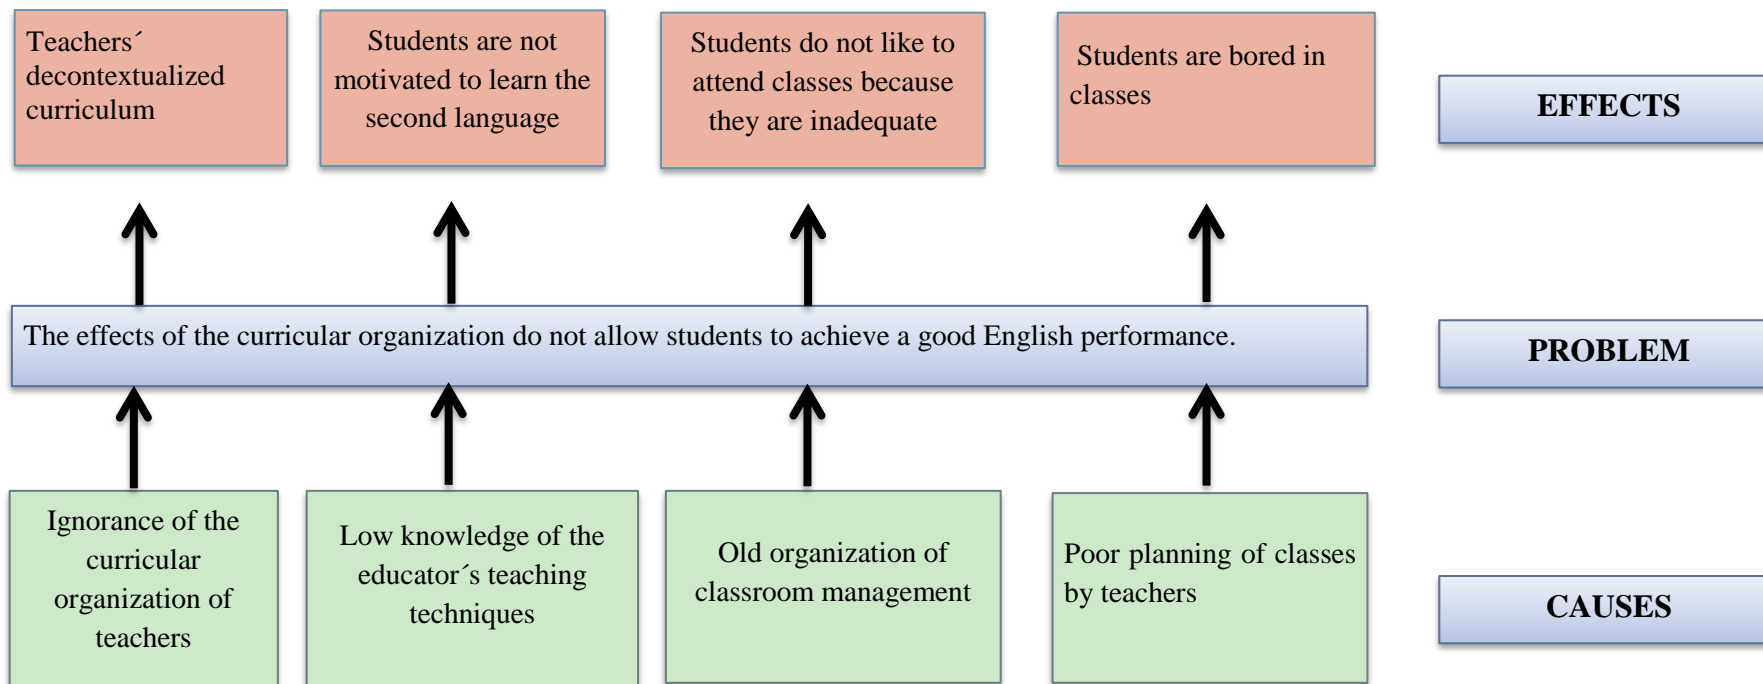 Teachers´
decontextualized
curriculum
Students are not
motivated to learn the
second language
Students do not like to
attend classes because
they are inadequate
Students are bored in
classes
EFFECTS
The effects of the curricular organization do not allow students to achieve a good English performance.
PROBLEM
Ignorance of the
curricular
organization of
teachers
Low knowledge of the
educator´s teaching
techniques
Old organization of
classroom management
Poor planning of classes
by teachers
CAUSES